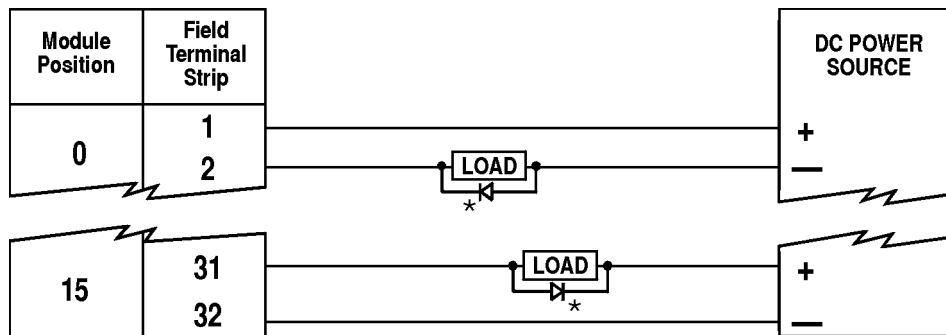 Module
Position
Field
Terminal
Strip
DC POWER
SOURCE
0
1
+
2
LOAD
—
*
15
31
LOAD
+
*
32
—